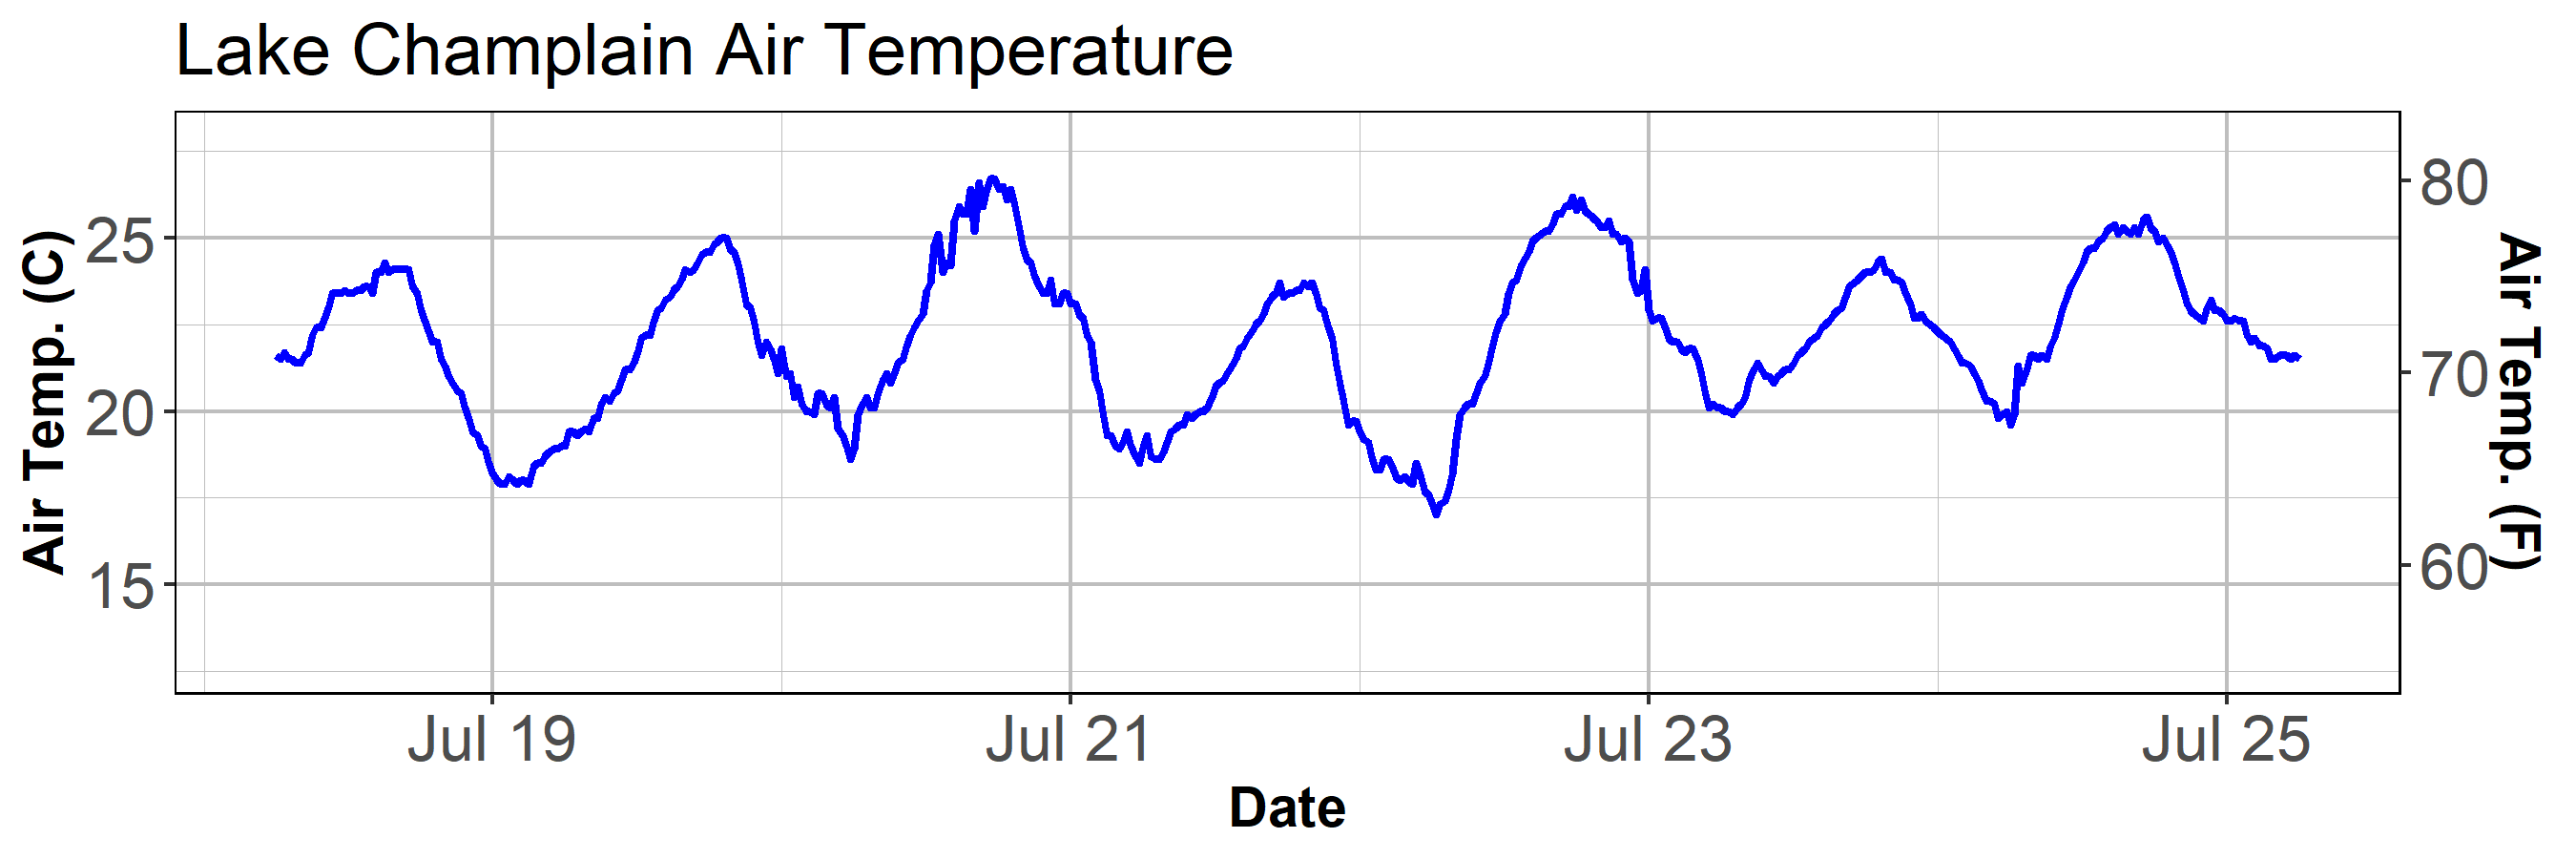 Lake Champlain Air Temperature
Air Temp. (C)
25
20
15
80
70
60
Air Temp. (F)
Jul 19
Jul 21
Jul 23
Jul 25
Date